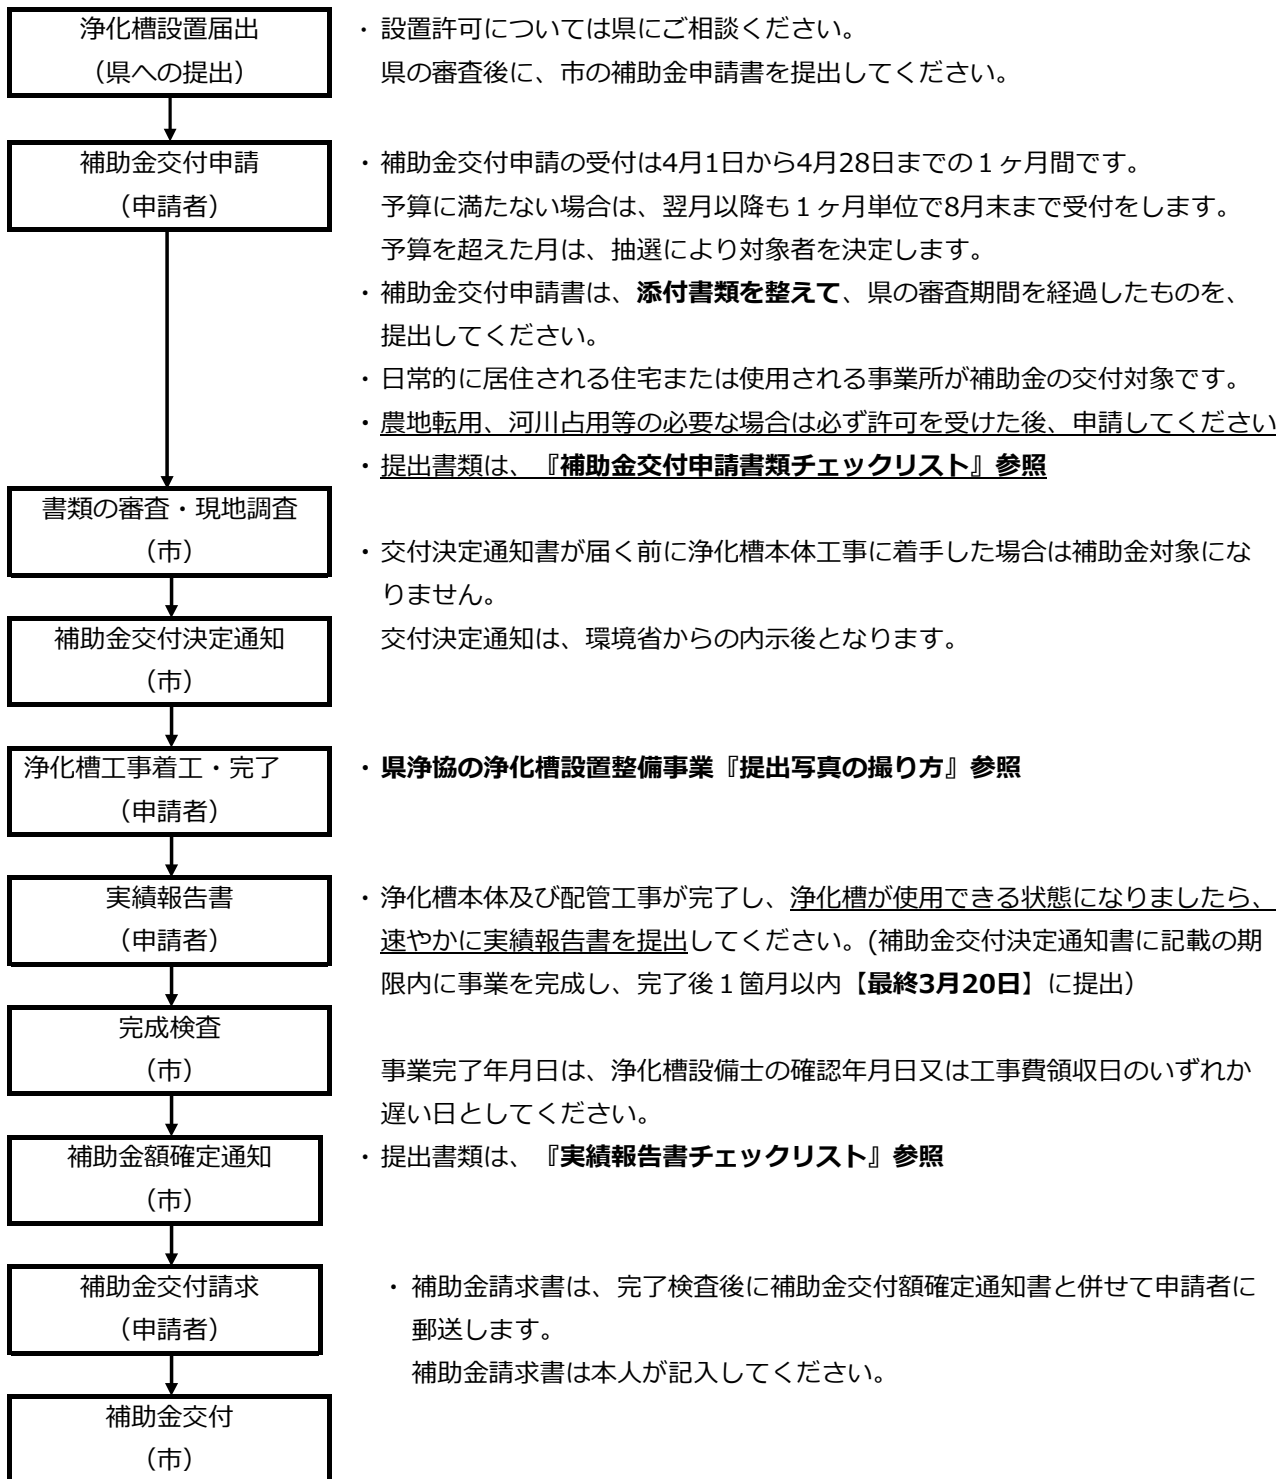 浄化槽設置届出
（県への提出）
・設置許可については県にご相談ください。
県の審査後に、市の補助金申請書を提出してください。
補助金交付申請
（申請者）
・補助金交付申請の受付は4月1日から4月28日までの１ヶ月間です。
予算に満たない場合は、翌月以降も１ヶ月単位で8月末まで受付をします。
予算を超えた月は、抽選により対象者を決定します。
・補助金交付申請書は、添付書類を整えて、県の審査期間を経過したものを、
提出してください。
・日常的に居住される住宅または使用される事業所が補助金の交付対象です。
・農地転用、河川占用等の必要な場合は必ず許可を受けた後、申請してください
・提出書類は、『補助金交付申請書類チェックリスト』参照
書類の審査・現地調査
（市）
・交付決定通知書が届く前に浄化槽本体工事に着手した場合は補助金対象にな
りません。
交付決定通知は、環境省からの内示後となります。
補助金交付決定通知
（市）
浄化槽工事着工・完了
（申請者）
・県浄協の浄化槽設置整備事業『提出写真の撮り方』参照
実績報告書
（申請者）
・浄化槽本体及び配管工事が完了し、浄化槽が使用できる状態になりましたら、
速やかに実績報告書を提出してください。(補助金交付決定通知書に記載の期
限内に事業を完成し、完了後１箇月以内【最終3月20日】に提出）
完成検査
（市）
事業完了年月日は、浄化槽設備士の確認年月日又は工事費領収日のいずれか
遅い日としてください。
・提出書類は、『実績報告書チェックリスト』参照
補助金額確定通知
（市）
補助金交付請求
（申請者）
・補助金請求書は、完了検査後に補助金交付額確定通知書と併せて申請者に
郵送します。
補助金請求書は本人が記入してください。
補助金交付
（市）